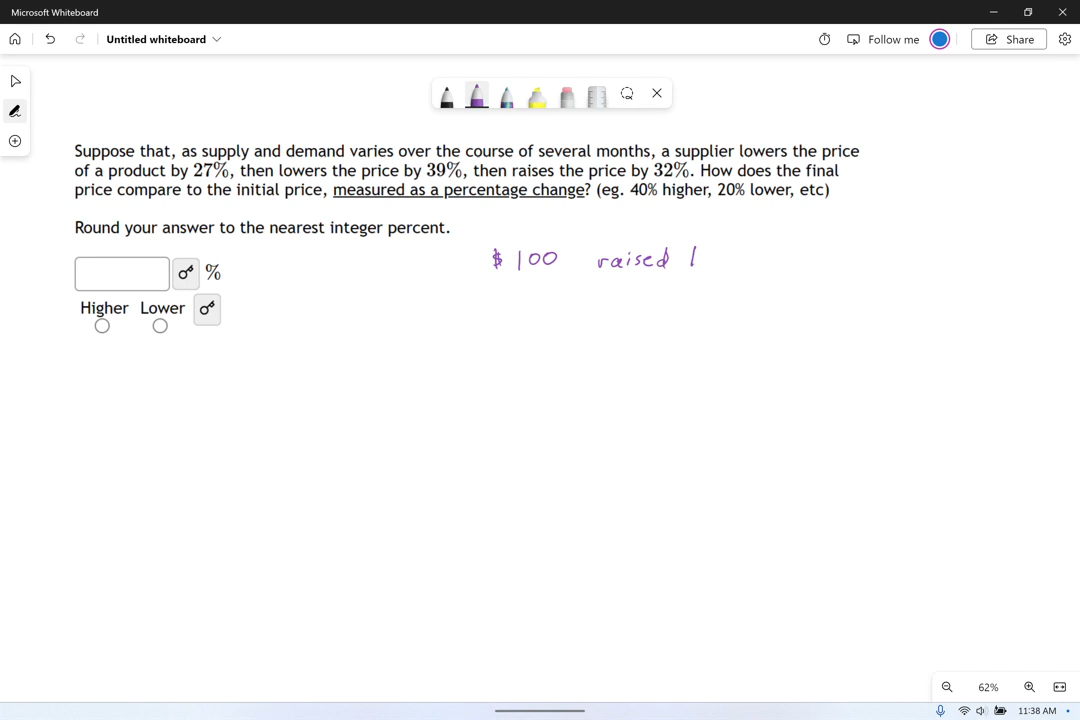 Microsoft Whiteboard
Untitled whiteboard
Follow me
Share
Suppose that, as supply and demand varies over the course of several months, a supplier lowers the price
of a product by 27%, then lowers the price by 39%, then raises the price by 32%. How does the final
price compare to the initial price, measured as a percentage change? (eg. 40% higher, 20% lower, etc)
Round your answer to the nearest integer percent.
$ 100 raised
%
Higher Lower
62%
11:38 AM